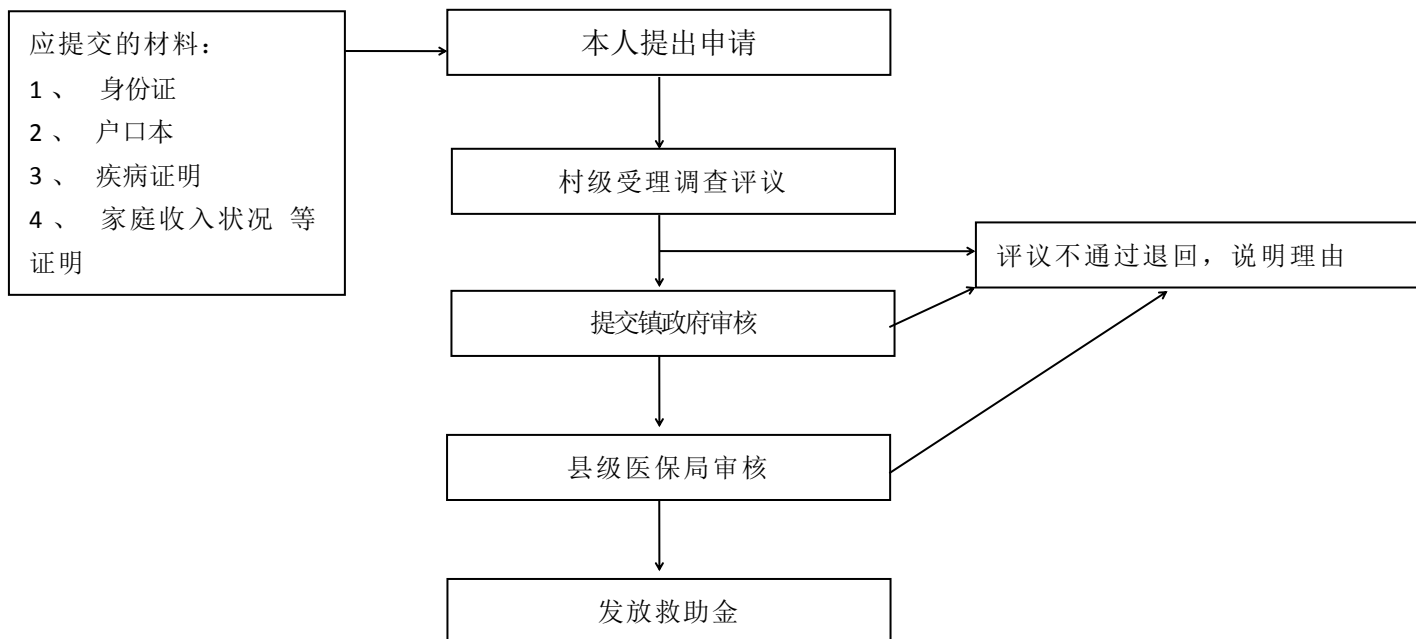 应提交的材料：
1、 身份证
2、 户口本
3、 疾病证明
4、 家庭收入状况 等
证明
本人提出申请
村级受理调查评议
评议不通过退回，说明理由
提交镇政府审核
县级医保局审核
发放救助金